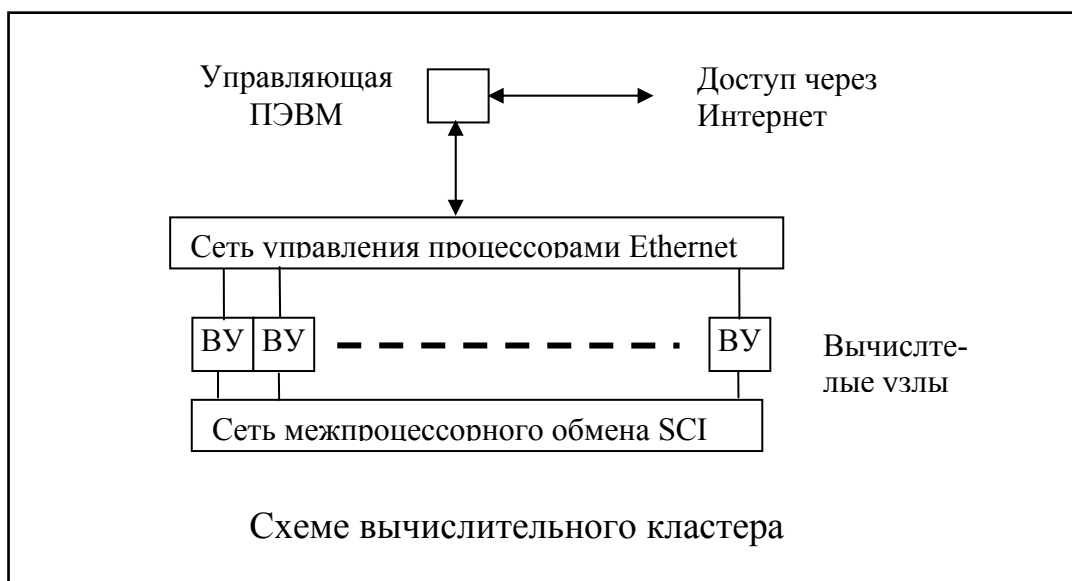 Управляющая
ПЭВМ
Доступ через
Интернет
Сеть управления процессорами Ethernet
ВУ ВУ ВУ
Вычислте-
лые узлы
Сеть межпроцессорного обмена SCI
Схеме вычислительного кластера